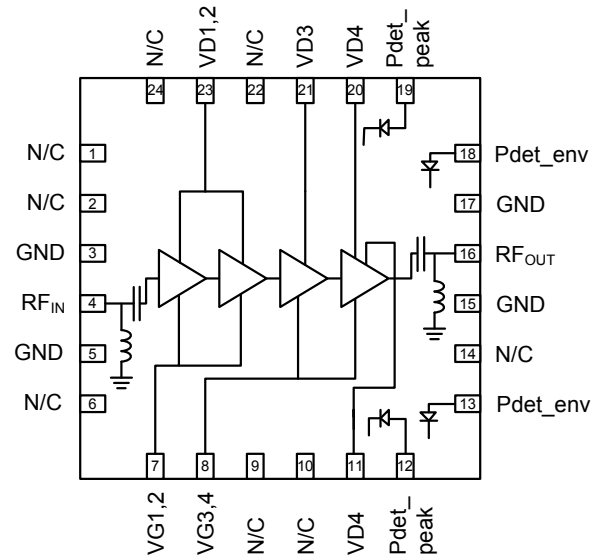 N/C
VD1,2
N/C
VD3
VD4
Pdet_
peak
24
23
22
21
20
19
N/C
1
18
Pdet_env
N/C
2
17
GND
GND
3
16
RFOUT
RFIN
4
15
GND
GND
5
14
N/C
N/C
6
13
Pdet_env
7
8
9
10
11
12
VG1,2
VG3,4
N/C
N/C
VD4
Pdet_
peak